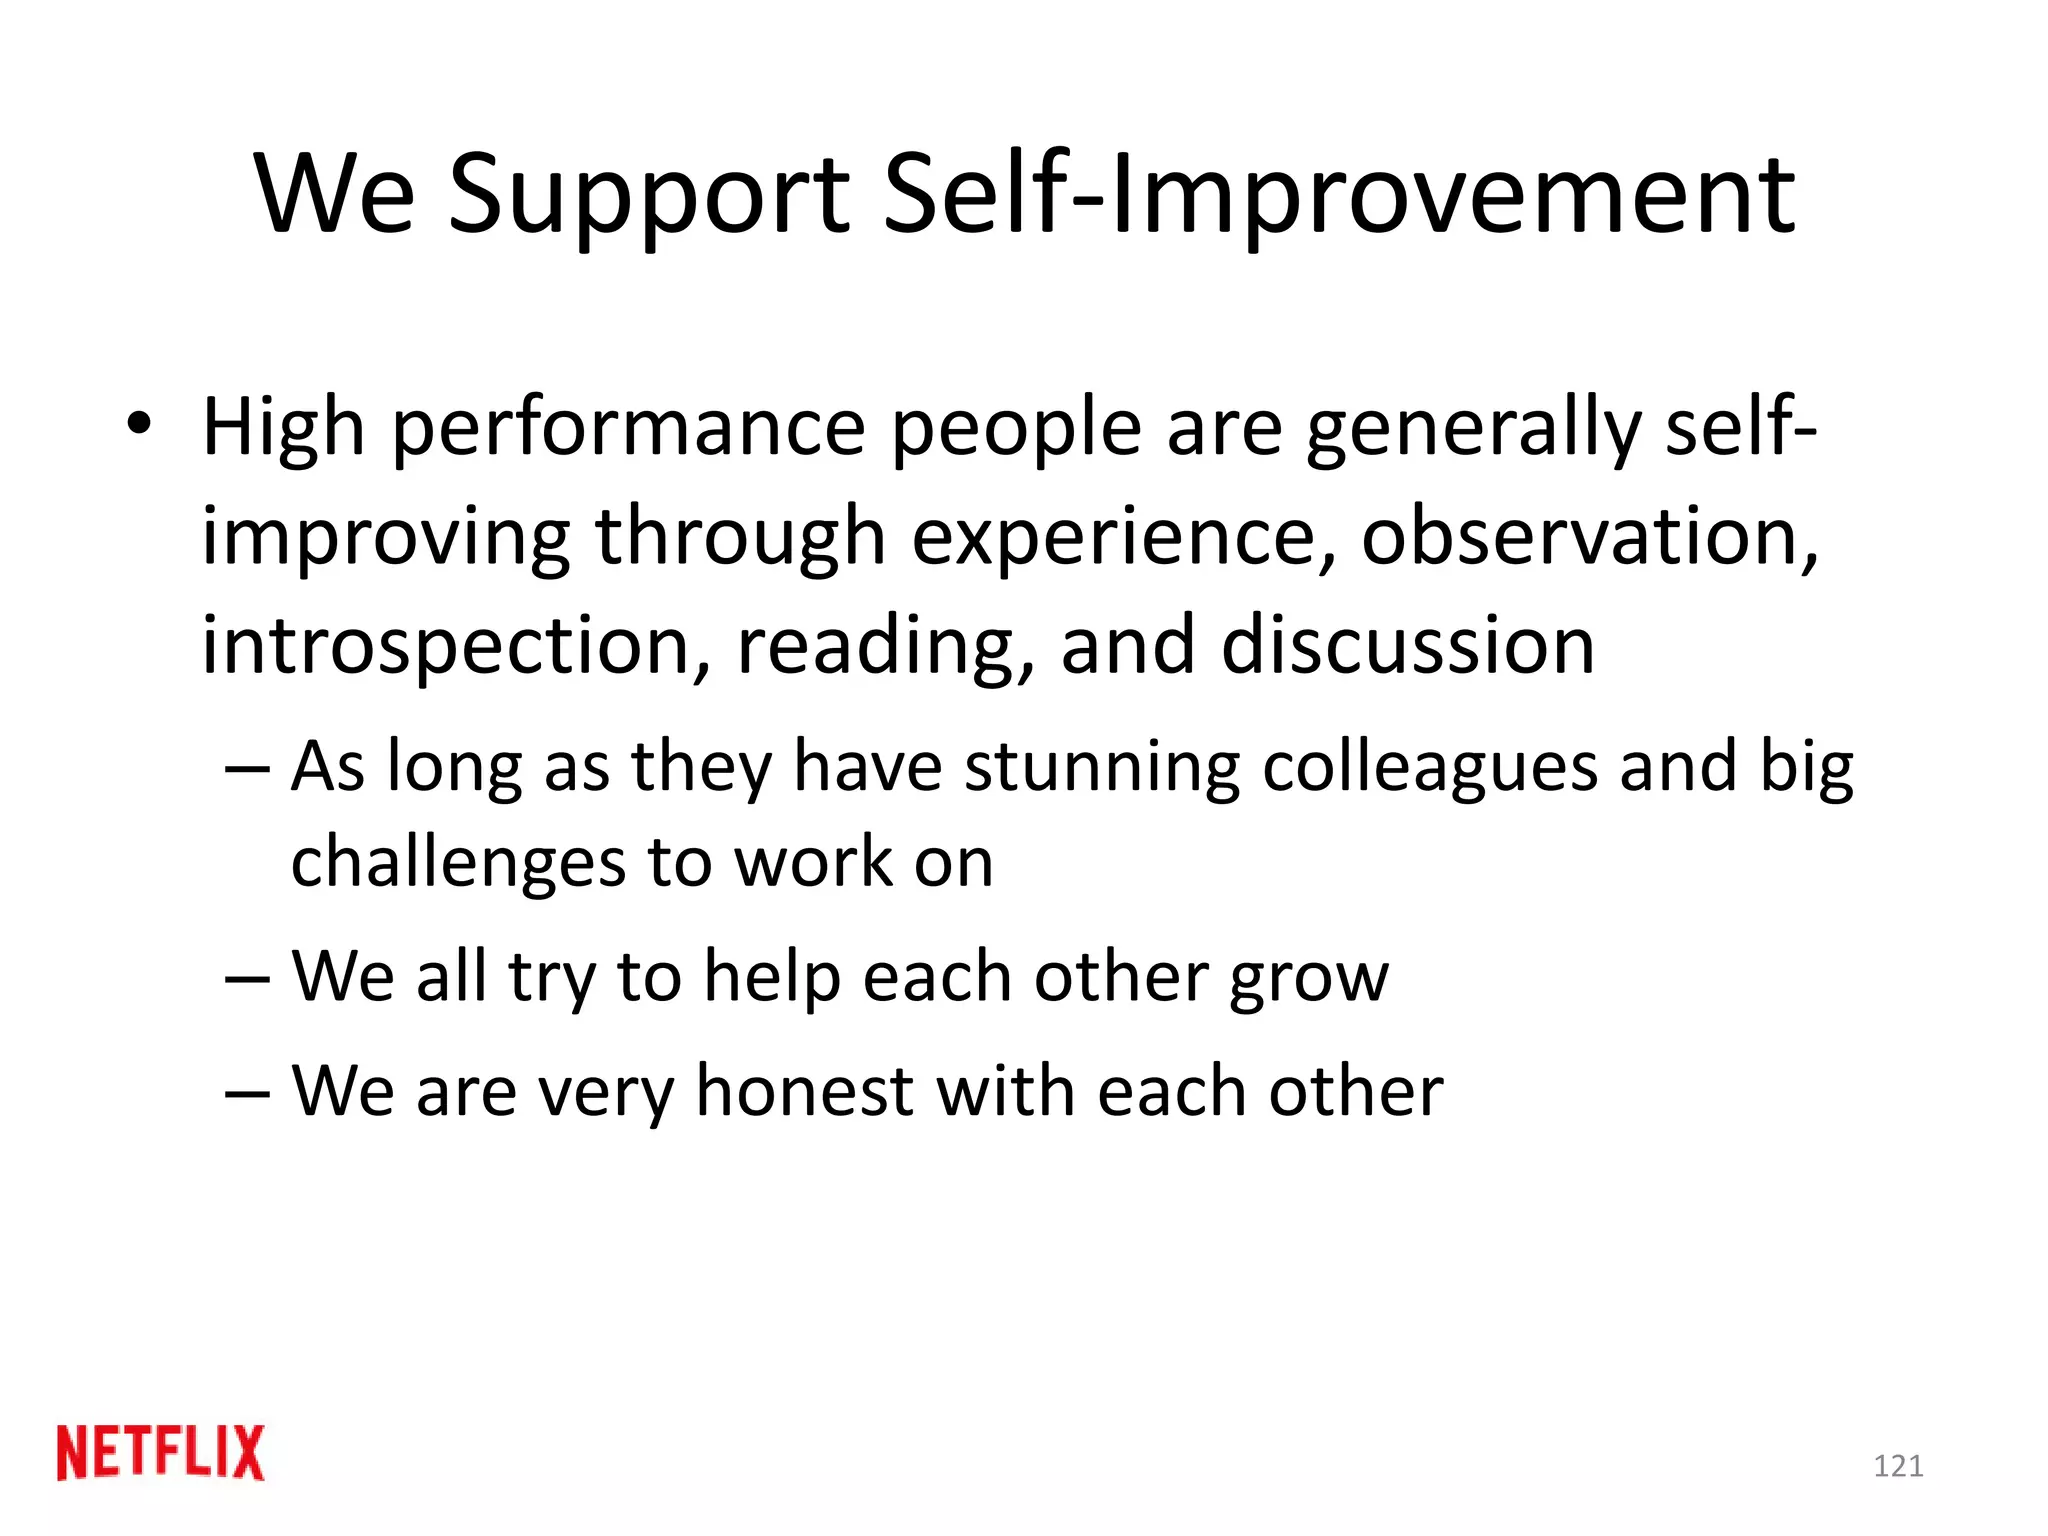 We Support Self-Improvement
• High performance people are generally self-
improving through experience, observation,
introspection, reading, and discussion
– As long as they have stunning colleagues and big
challenges to work on
– We all try to help each other grow
– We are very honest with each other
NETFLIX
121